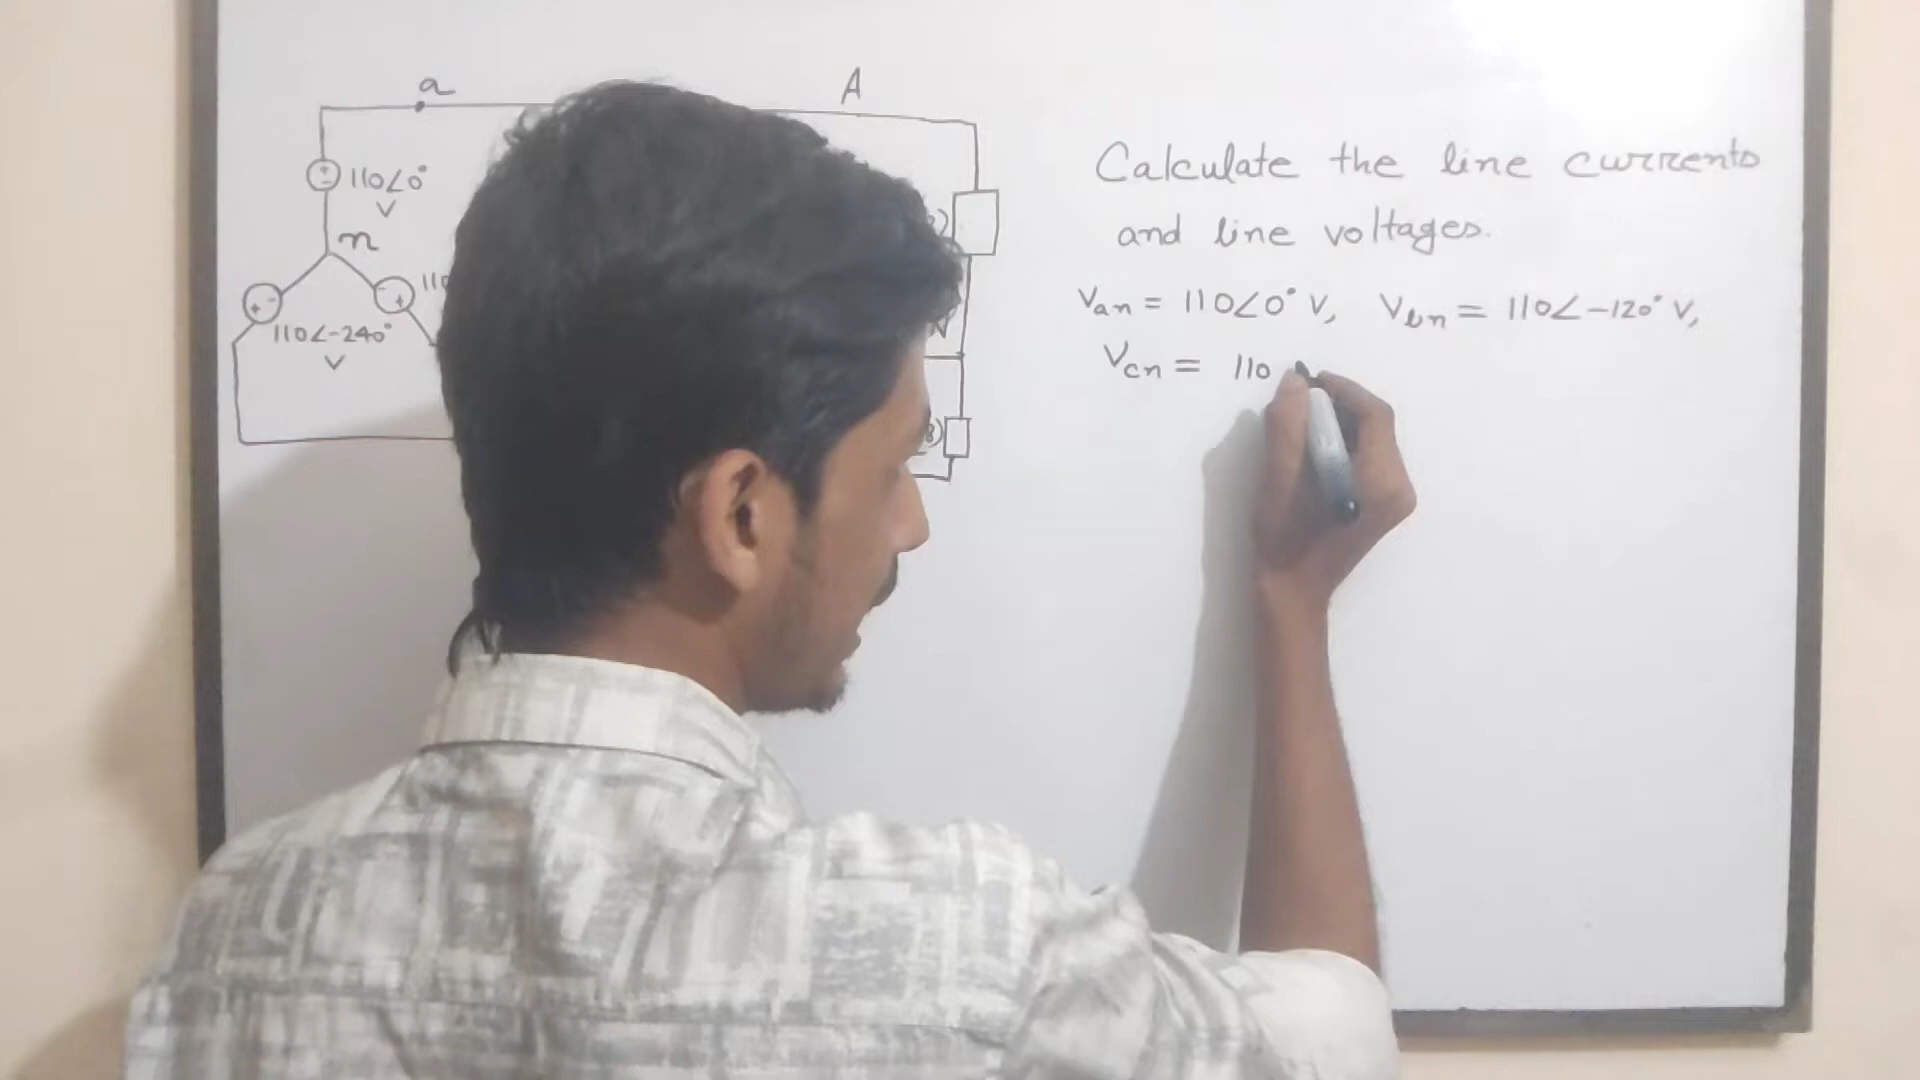 a
A
110∠0°
V
n
110
110∠-240°
V
Calculate the line currents
and line voltages.
Van = 110∠0° V, Vbn = 110∠-120° V,
Vcn = 110